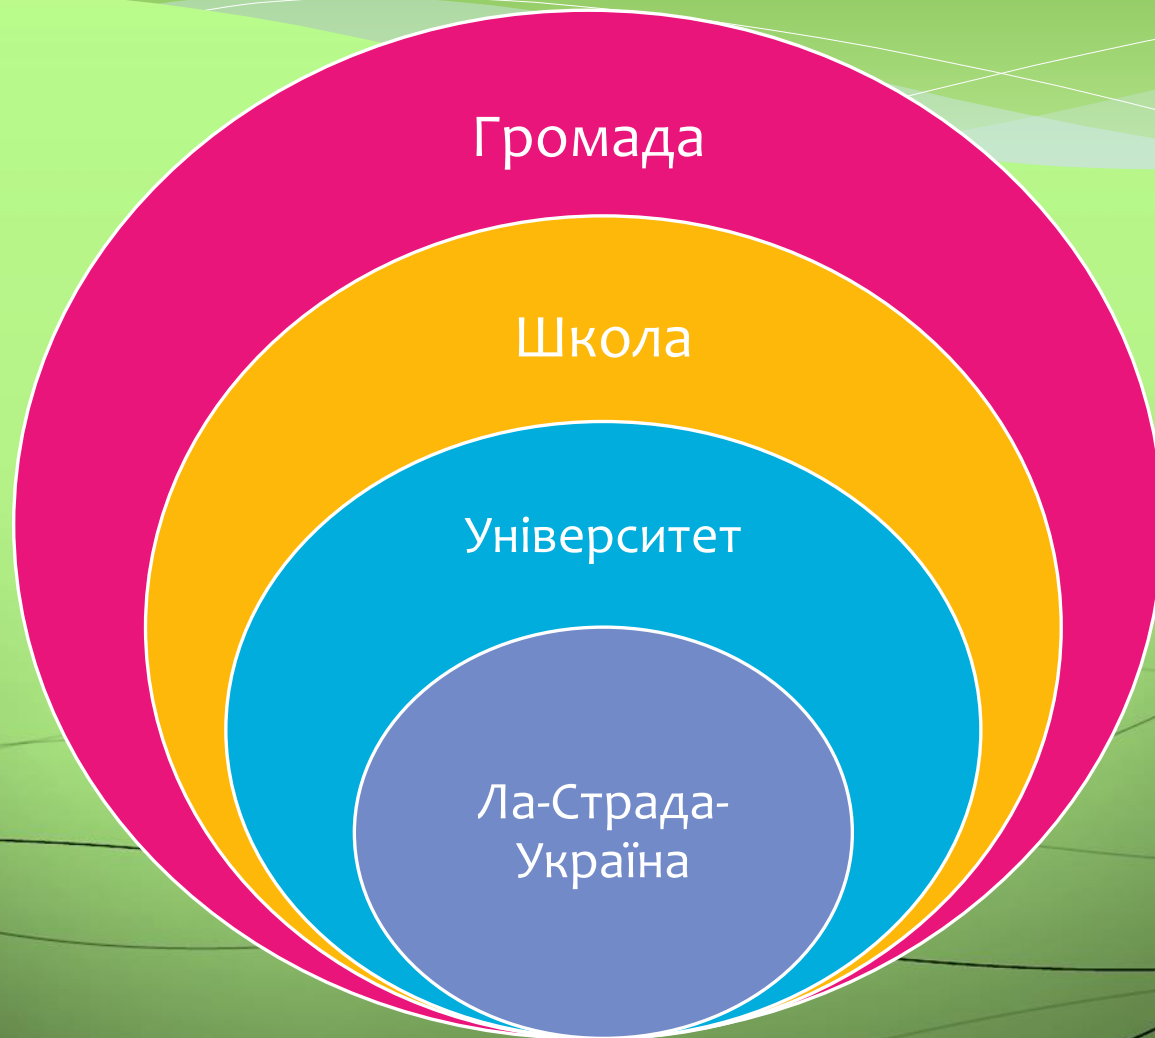 Громада
Школа
Університет
Ла-Страда-
Україна